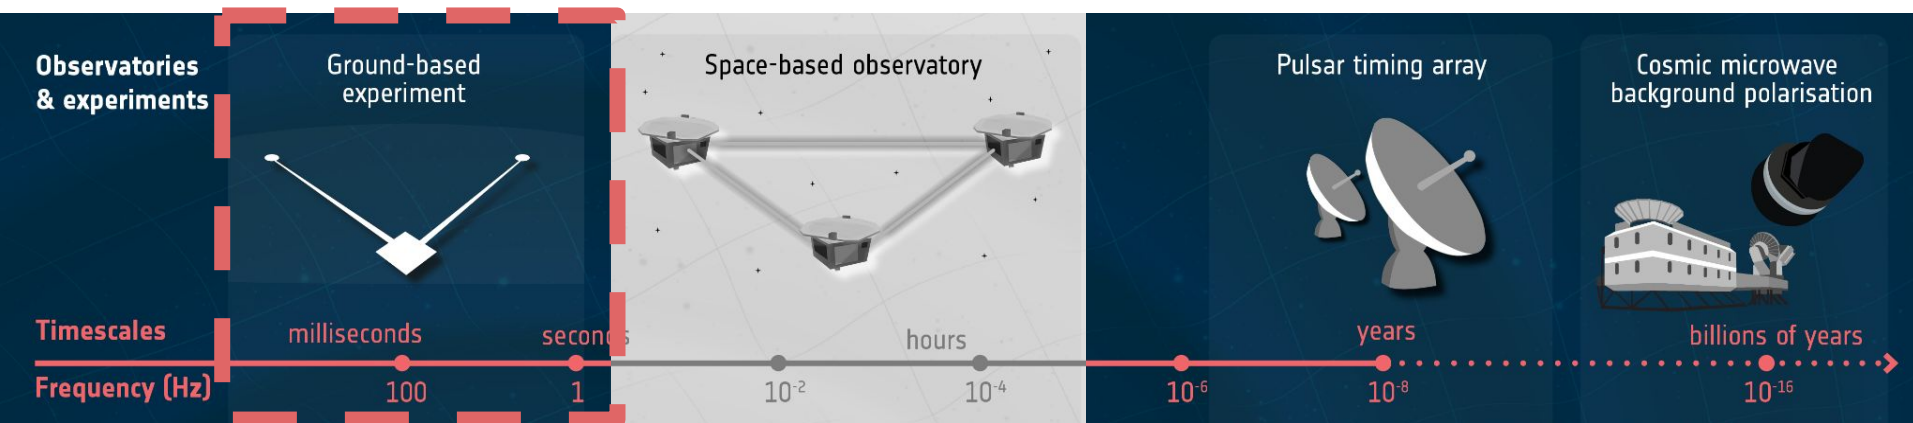 Observatories
& experiments
Ground-based
experiment
Space-based observatory
Pulsar timing array
Cosmic microwave
background polarisation
Timescales
milliseconds
seconds
hours
years
billions of years
Frequency (Hz)
100
1
10⁻²
10⁻⁴
10⁻⁶
10⁻⁸
10⁻¹⁶